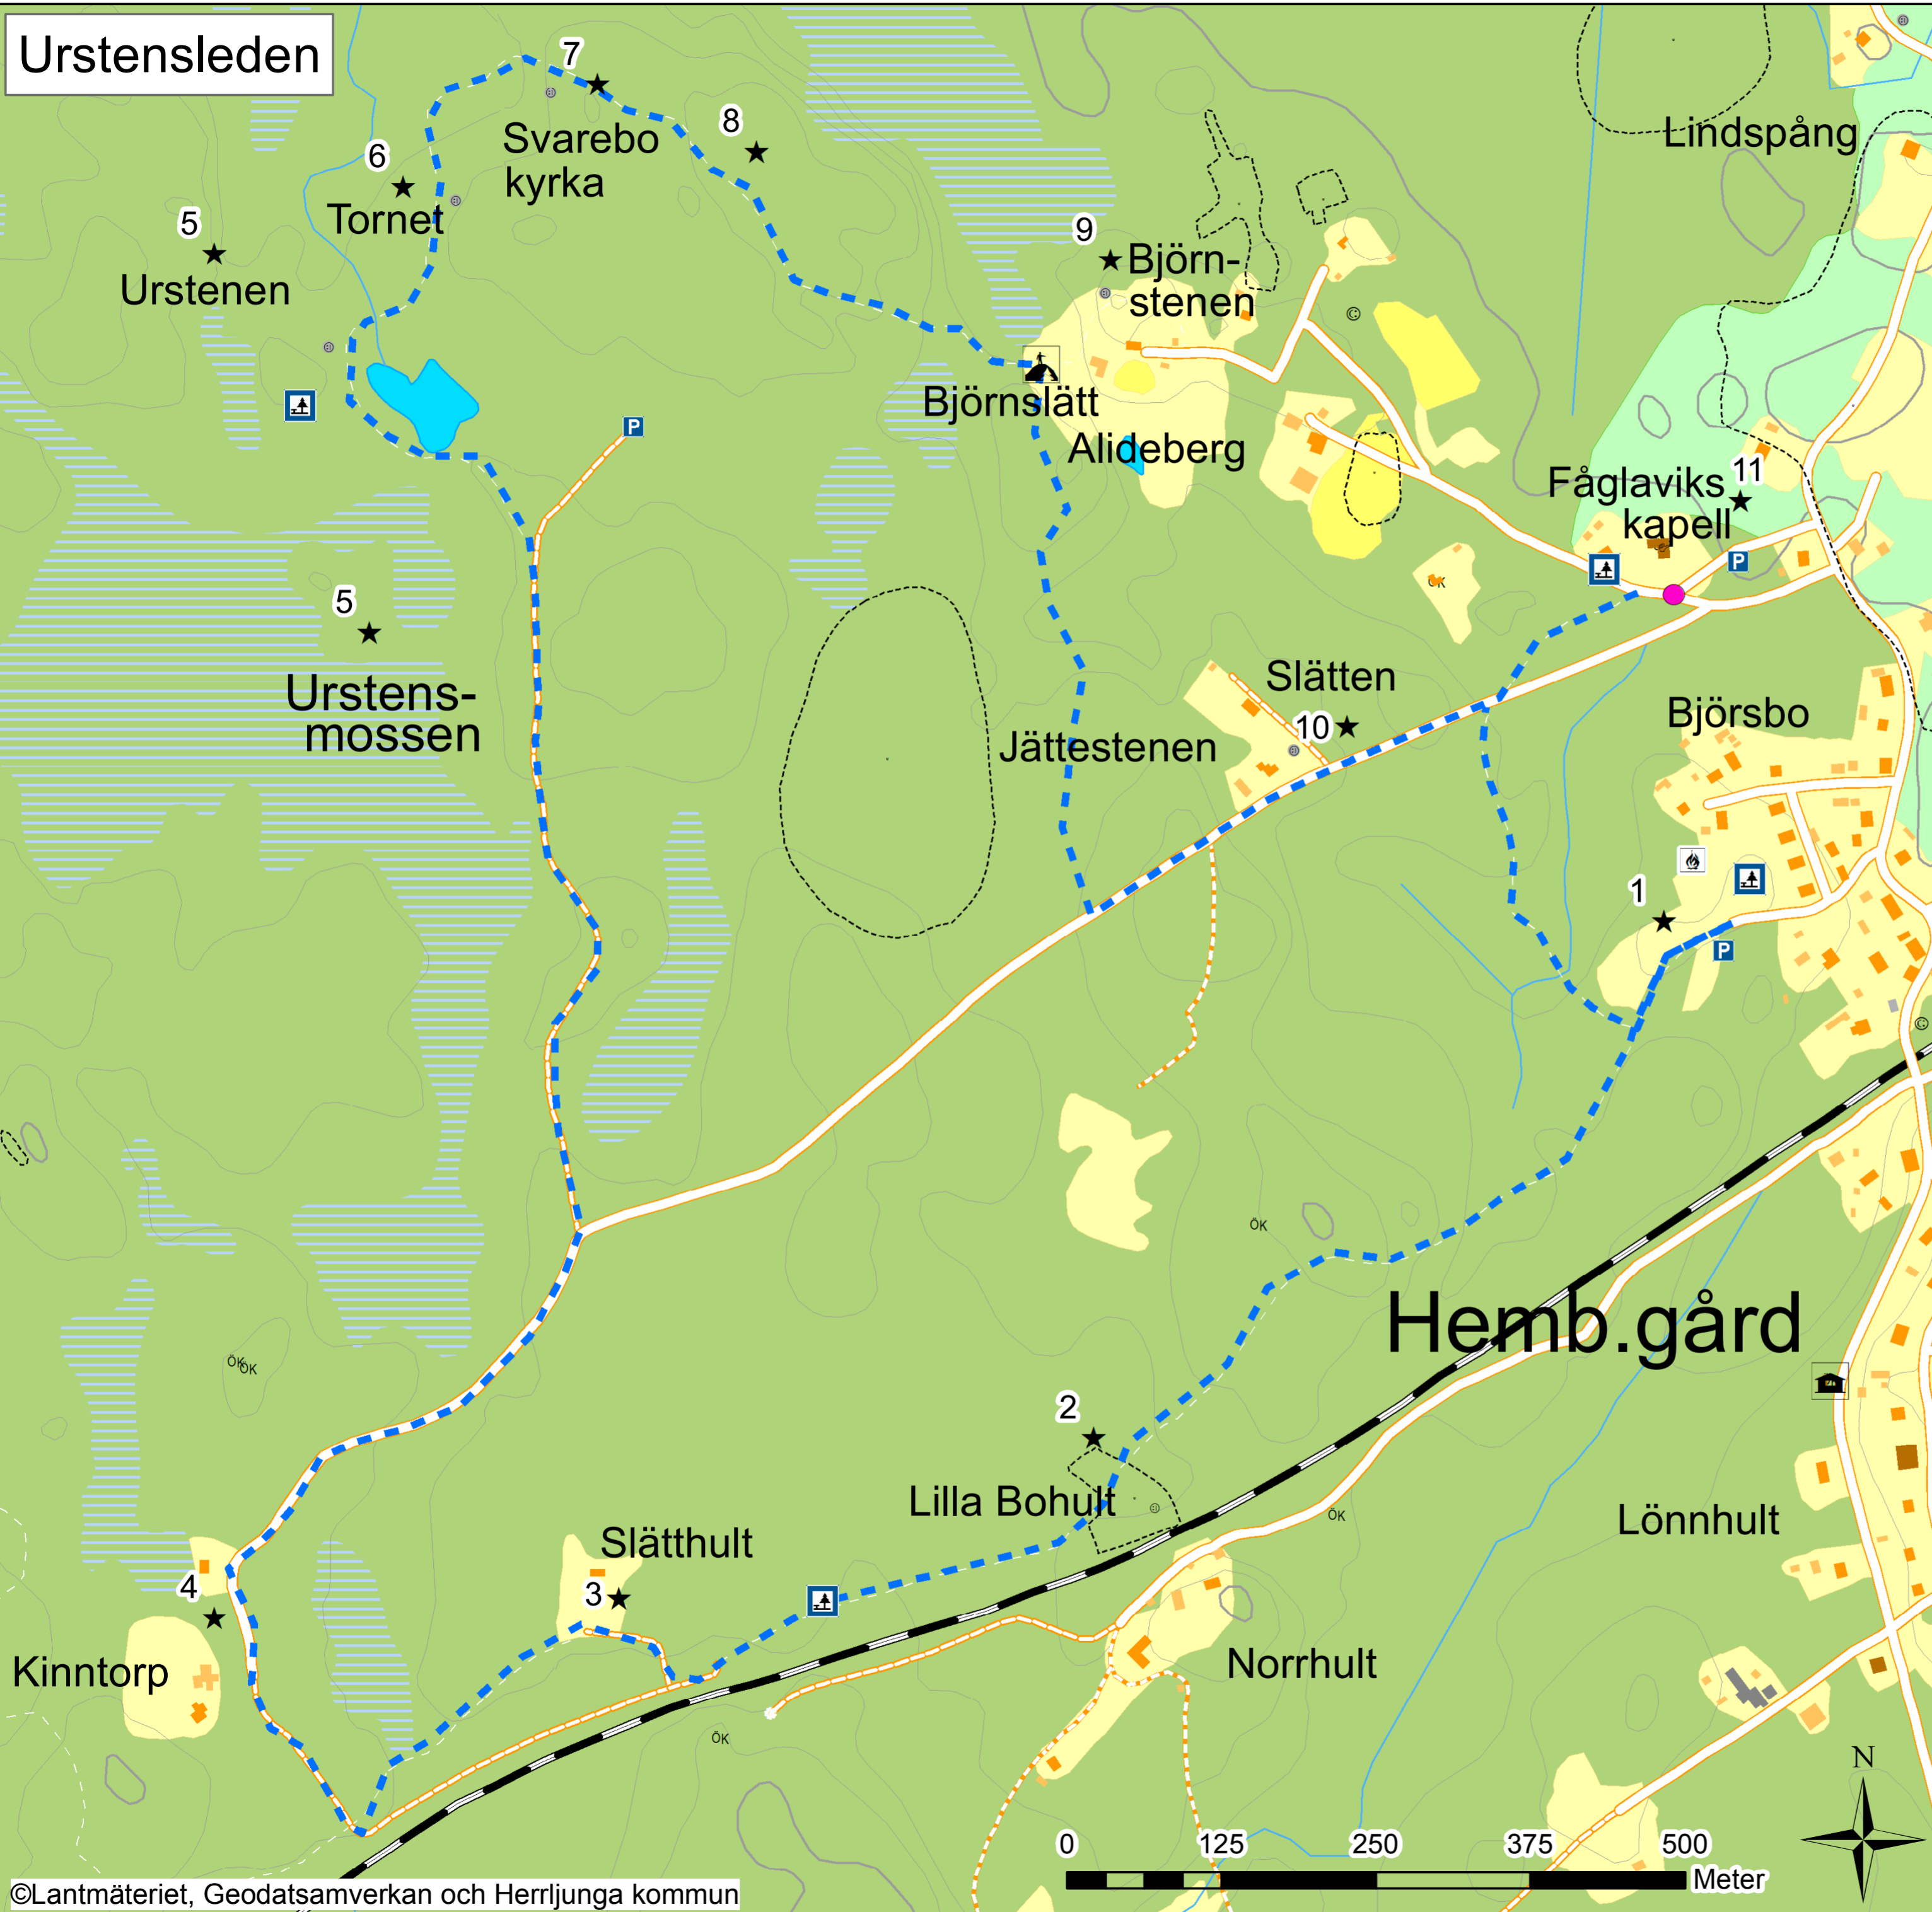 Urstensleden
7
Svarebo
kyrka
8
6
Tornet
5
Urstenen
9
Björn-
stenen
Lindspång
P
Björnslätt
Alideberg
11
Fåglaviks
kapell
P
ÖK
5
Urstens-
mossen
Slätten
10
Jättestenen
Björsbo
1
P
ÖK
Hemb.gård
ÖK
ÖK
2
Lilla Bohult
ÖK
Lönnhult
Slätthult
3
4
Kinntorp
Norrhult
ÖK
N
0 125 250 375 500
Meter
©Lantmäteriet, Geodatsamverkan och Herrljunga kommun